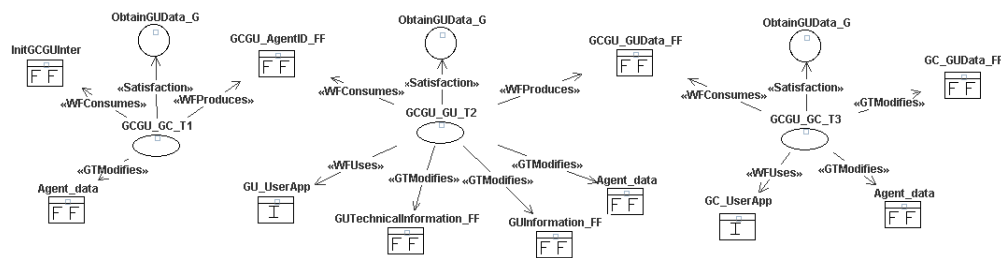 ObtainGUData_G
ObtainGUData_G
ObtainGUData_G
InitGCGUInter
GCGU_AgentID_FF
GCGU_GUData_FF
GC_GUData_FF
F F
F F
F F
F F
«Satisfaction»
«Satisfaction»
«Satisfaction»
«WFConsumes»
«WFProduces»
«WFConsumes»
«WFProduces»
«WFConsumes»
«GTModifies»
GCGU_GC_T1
GCGU_GU_T2
GCGU_GC_T3
«GTModifies»
«WFUses»
«GTModifies»
«GTModifies»
«GTModifies»
«WFUses»
«GTModifies»
Agent_data
GU_UserApp
Agent_data
GC_UserApp
Agent_data
F F
I
F F
I
F F
GUTechnicalInformation_FF
GUInformation_FF
F F
F F